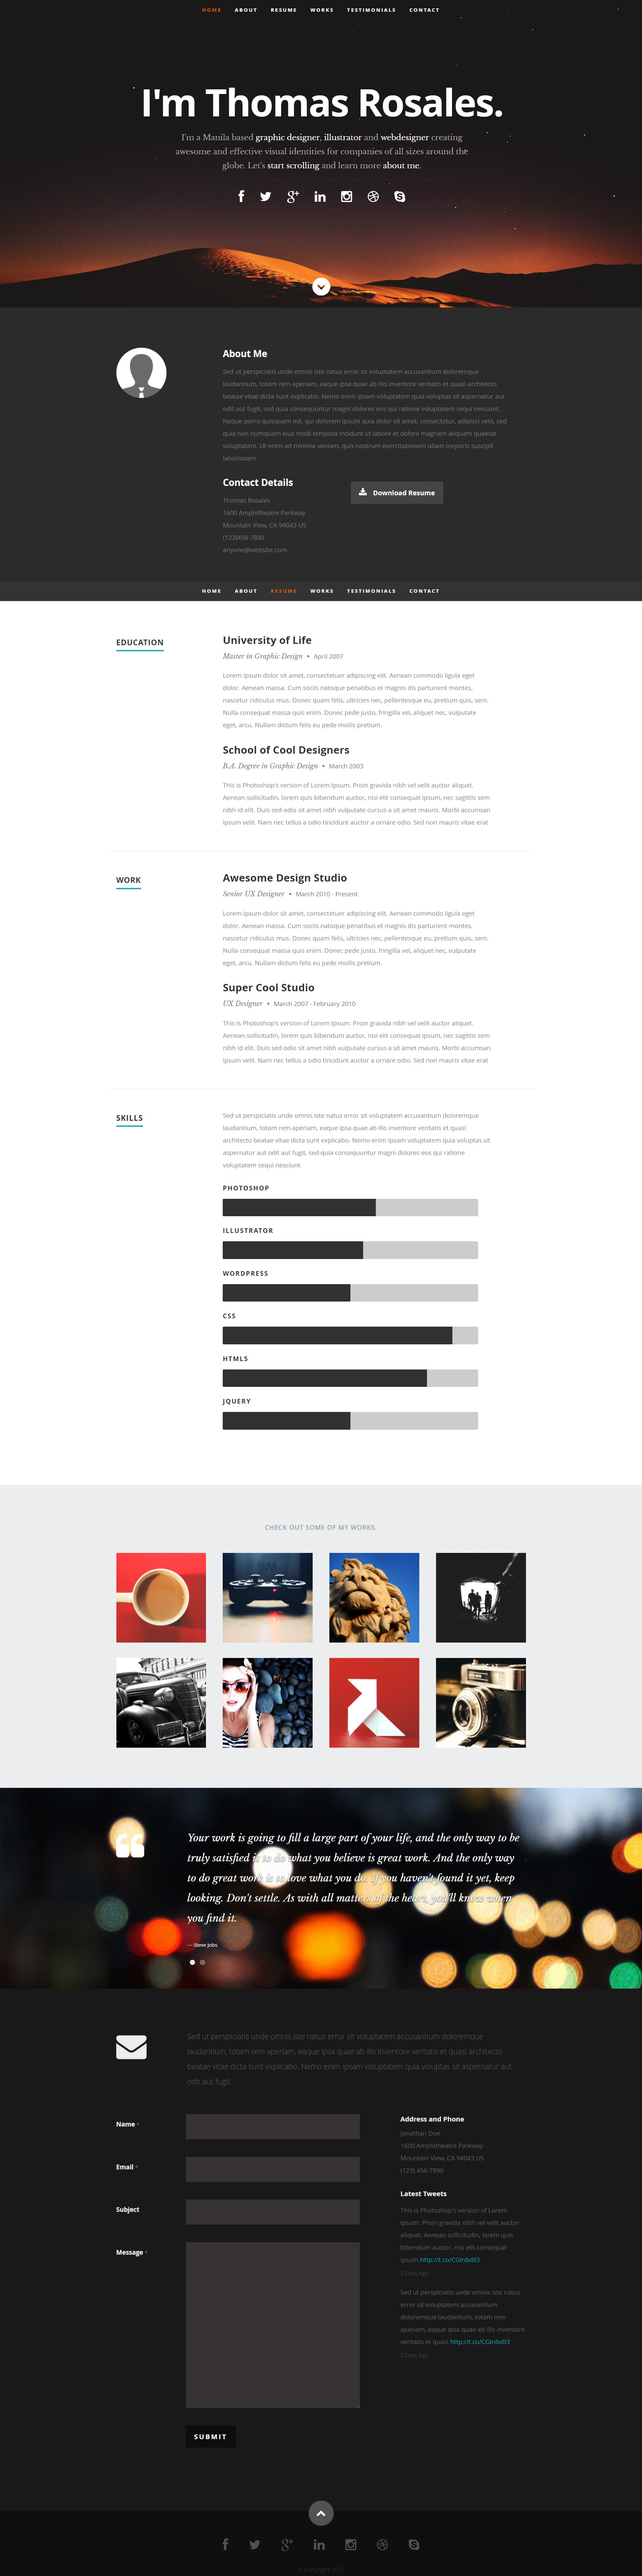 HOME ABOUT RESUME WORKS TESTIMONIALS CONTACT
I'm Thomas Rosales.
I'm a Manila based graphic designer, illustrator and webdesigner creating
awesome and effective visual identities for companies of all sizes around the
globe. Let's start scrolling and learn more about me.
About Me
Sed ut perspiciatis unde omnis iste natus error sit voluptatem accusantium doloremque
laudantium, totam rem aperiam, eaque ipsa quae ab illo inventore veritatis et quasi architecto
beatae vitae dicta sunt explicabo. Nemo enim ipsam voluptatem quia voluptas sit aspernatur aut
odit aut fugit, sed quia consequuntur magni dolores eos qui ratione voluptatem sequi nesciunt.
Neque porro quisquam est, qui dolorem ipsum quia dolor sit amet, consectetur, adipisci velit, sed
quia non numquam eius modi tempora incidunt ut labore et dolore magnam aliquam quaerat
voluptatem. Ut enim ad minima veniam, quis nostrum exercitationem ullam corporis suscipit
laboriosam.
Contact Details
Thomas Rosales
1600 Amphitheatre Parkway
Mountain View, CA 94043 US
(123)456-7890
anyone@website.com
Download Resume
HOME ABOUT RESUME WORKS TESTIMONIALS CONTACT
EDUCATION
University of Life
Master in Graphic Design • April 2007
Lorem ipsum dolor sit amet, consectetuer adipiscing elit. Aenean commodo ligula eget
dolor. Aenean massa. Cum sociis natoque penatibus et magnis dis parturient montes,
nascetur ridiculus mus. Donec quam felis, ultricies nec, pellentesque eu, pretium quis, sem.
Nulla consequat massa quis enim. Donec pede justo, fringilla vel, aliquet nec, vulputate
eget, arcu. Nullam dictum felis eu pede mollis pretium.
School of Cool Designers
B.A. Degree in Graphic Design • March 2003
This is Photoshop's version of Lorem Ipsum. Proin gravida nibh vel velit auctor aliquet.
Aenean sollicitudin, lorem quis bibendum auctor, nisi elit consequat ipsum, nec sagittis sem
nibh id elit. Duis sed odio sit amet nibh vulputate cursus a sit amet mauris. Morbi accumsan
ipsum velit. Nam nec tellus a odio tincidunt auctor a ornare odio. Sed non mauris vitae erat
WORK
Awesome Design Studio
Senior UX Designer • March 2010 - Present
Lorem ipsum dolor sit amet, consectetuer adipiscing elit. Aenean commodo ligula eget
dolor. Aenean massa. Cum sociis natoque penatibus et magnis dis parturient montes,
nascetur ridiculus mus. Donec quam felis, ultricies nec, pellentesque eu, pretium quis, sem.
Nulla consequat massa quis enim. Donec pede justo, fringilla vel, aliquet nec, vulputate
eget, arcu. Nullam dictum felis eu pede mollis pretium.
Super Cool Studio
UX Designer • March 2007 - February 2010
This is Photoshop's version of Lorem Ipsum. Proin gravida nibh vel velit auctor aliquet.
Aenean sollicitudin, lorem quis bibendum auctor, nisi elit consequat ipsum, nec sagittis sem
nibh id elit. Duis sed odio sit amet nibh vulputate cursus a sit amet mauris. Morbi accumsan
ipsum velit. Nam nec tellus a odio tincidunt auctor a ornare odio. Sed non mauris vitae erat
SKILLS
Sed ut perspiciatis unde omnis iste natus error sit voluptatem accusantium doloremque
laudantium, totam rem aperiam, eaque ipsa quae ab illo inventore veritatis et quasi
architecto beatae vitae dicta sunt explicabo. Nemo enim ipsam voluptatem quia voluptas sit
aspernatur aut odit aut fugit, sed quia consequuntur magni dolores eos qui ratione
voluptatem sequi nesciunt.
PHOTOSHOP
ILLUSTRATOR
WORDPRESS
CSS
HTML5
JQUERY
CHECK OUT SOME OF MY WORKS.
Your work is going to fill a large part of your life, and the only way to be
truly satisfied is to do what you believe is great work. And the only way
to do great work is to love what you do. If you haven't found it yet, keep
looking. Don't settle. As with all matters of the heart, you'll know when
you find it.
— Steve Jobs
Sed ut perspiciatis unde omnis iste natus error sit voluptatem accusantium doloremque
laudantium, totam rem aperiam, eaque ipsa quae ab illo inventore veritatis et quasi architecto
beatae vitae dicta sunt explicabo. Nemo enim ipsam voluptatem quia voluptas sit aspernatur aut
odit aut fugit.
Name *
Email *
Subject
Message *
SUBMIT
Address and Phone
Jonathan Doe
1600 Amphitheatre Parkway
Mountain View, CA 94043 US
(123) 456-7890
Latest Tweets
This is Photoshop's version of Lorem
Ipsum. Proin gravida nibh vel velit auctor
aliquet. Aenean sollicitudin, lorem quis
bibendum auctor, nisi elit consequat
ipsum http://t.co/CGIrdxIII3
2 Days Ago
Sed ut perspiciatis unde omnis iste natus
error sit voluptatem accusantium
doloremque laudantium, totam rem
aperiam, eaque ipsa quae ab illo inventore
veritatis et quasi http://t.co/CGIrdxIII3
3 Days Ago
© Copyright